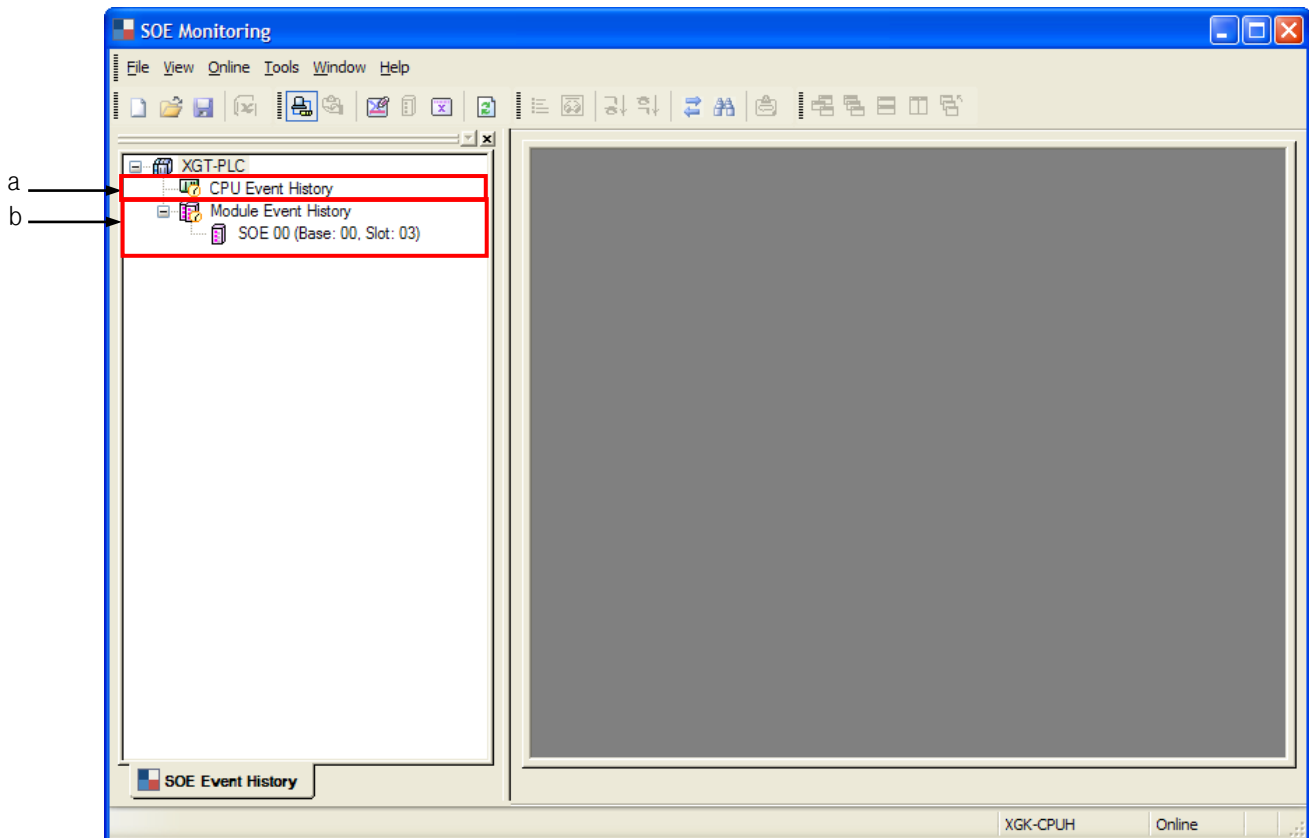 SOE Monitoring
File View Online Tools Window Help
XGT-PLC
a
CPU Event History
b
Module Event History
SOE 00 (Base: 00, Slot: 03)
SOE Event History
XGK-CPUH Online